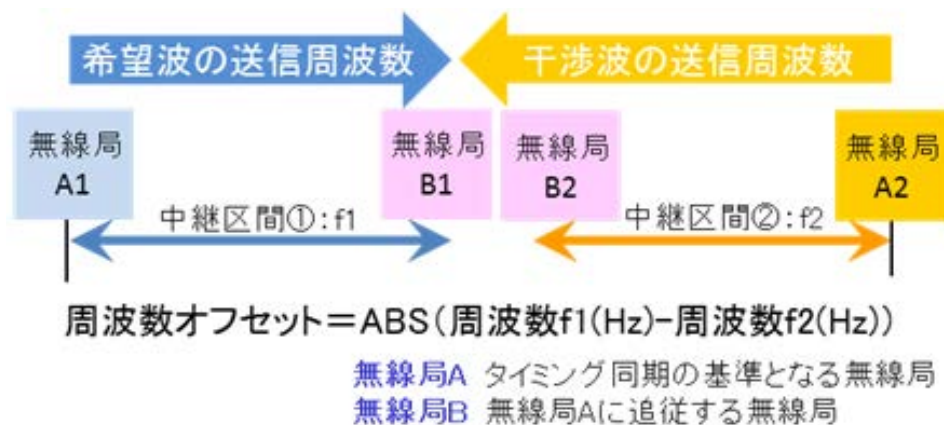 希望波の送信周波数
干渉波の送信周波数
無線局
A1
無線局
B1
無線局
B2
無線局
A2
中継区間①:f1
中継区間②:f2
周波数オフセット=ABS(周波数f1(Hz)-周波数f2(Hz))
無線局A タイミング同期の基準となる無線局
無線局B 無線局Aに追従する無線局